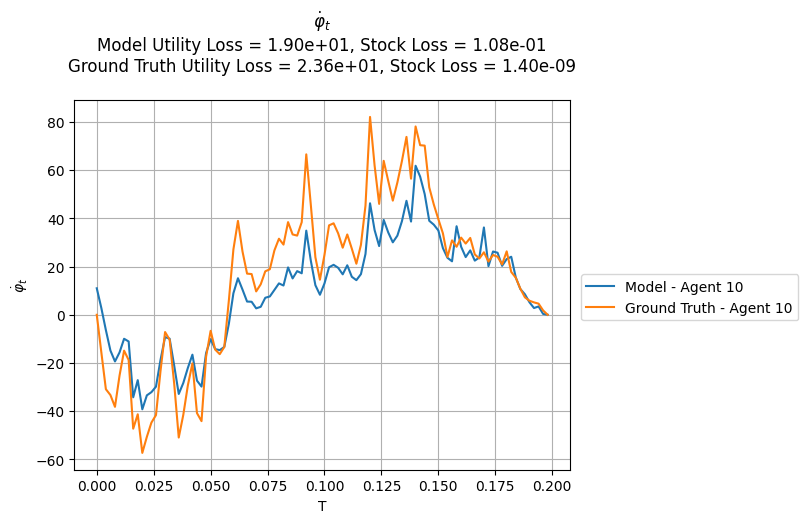 φ̇ₜ
Model Utility Loss = 1.90e+01, Stock Loss = 1.08e-01
Ground Truth Utility Loss = 2.36e+01, Stock Loss = 1.40e-09
φ̇ₜ
80
60
40
20
0
−20
−40
−60
0.000 0.025 0.050 0.075 0.100 0.125 0.150 0.175 0.200
T
Model - Agent 10
Ground Truth - Agent 10